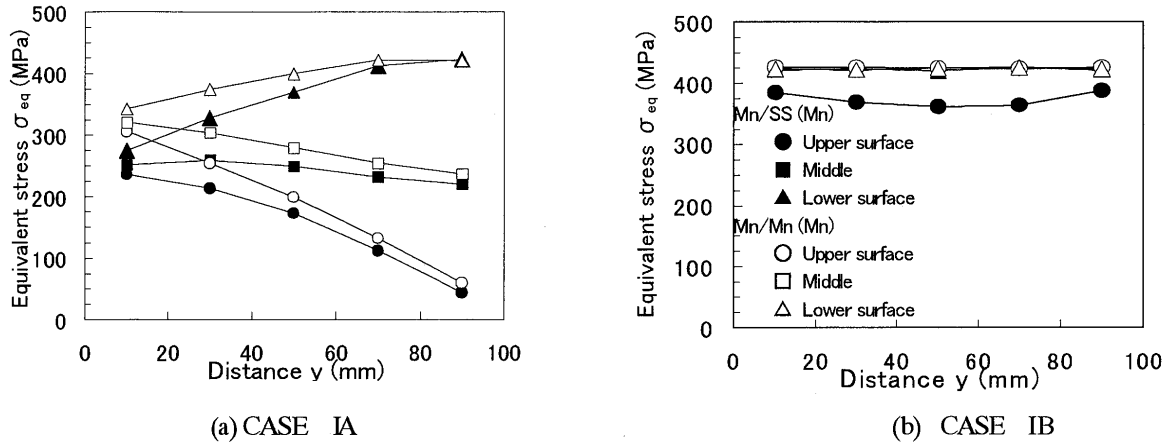 500
400
300
200
100
0
Equivalent stress σ eq (MPa)
0 20 40 60 80 100
Distance y (mm)
(a) CASE IA
500
400
300
200
100
0
Equivalent stress σ eq (MPa)
Mn/SS (Mn)
Upper surface
Middle
Lower surface
Mn/Mn (Mn)
Upper surface
Middle
Lower surface
0 20 40 60 80 100
Distance y (mm)
(b) CASE IB